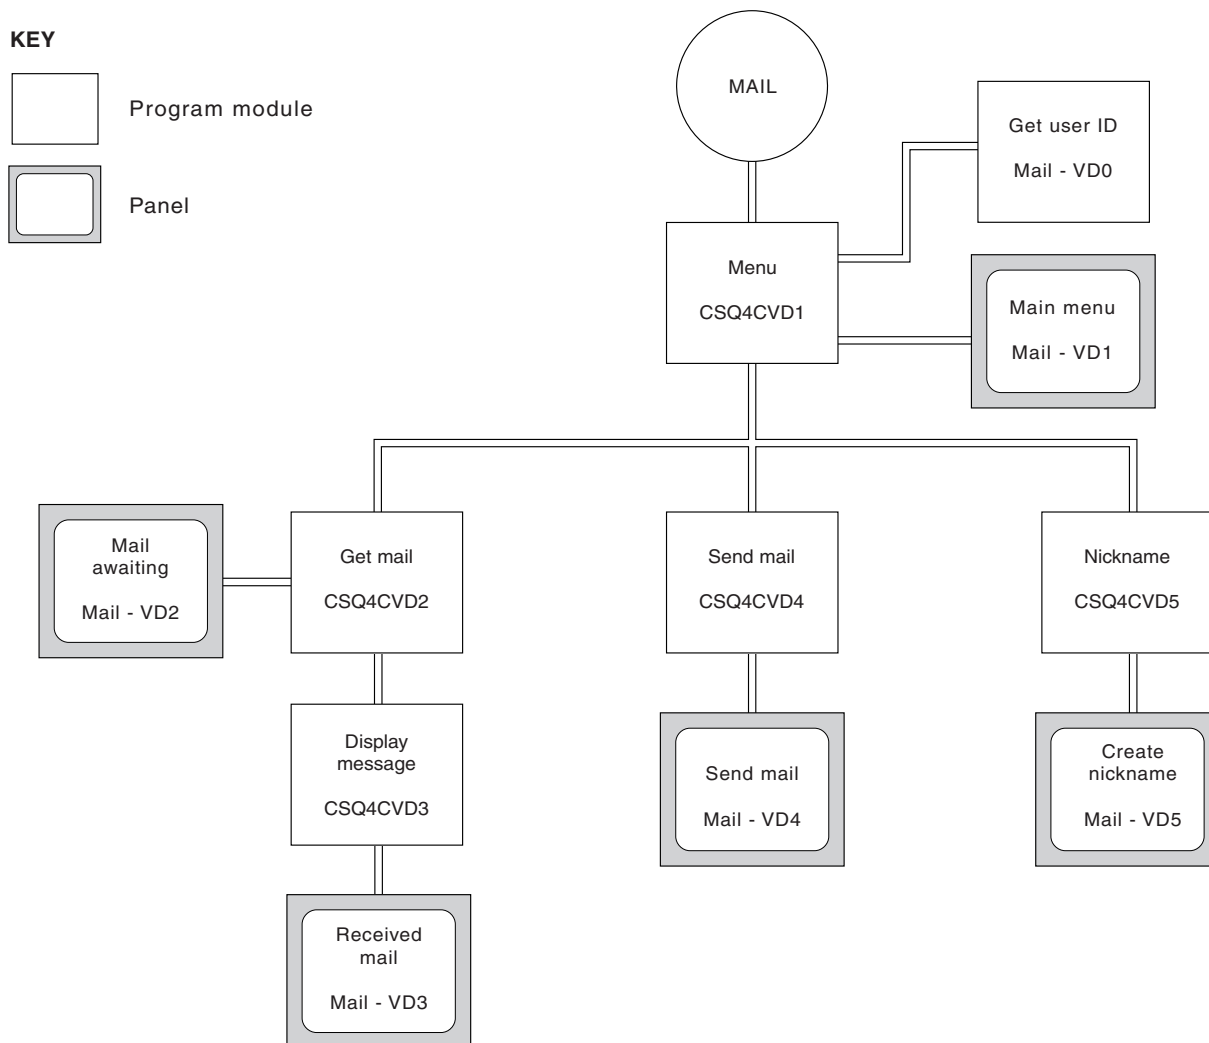 KEY
Program module
Panel
MAIL
Get user ID
Mail - VD0
Menu
CSQ4CVD1
Main menu
Mail - VD1
Mail
awaiting
Mail - VD2
Get mail
CSQ4CVD2
Send mail
CSQ4CVD4
Nickname
CSQ4CVD5
Display
message
CSQ4CVD3
Send mail
Mail - VD4
Create
nickname
Mail - VD5
Received
mail
Mail - VD3